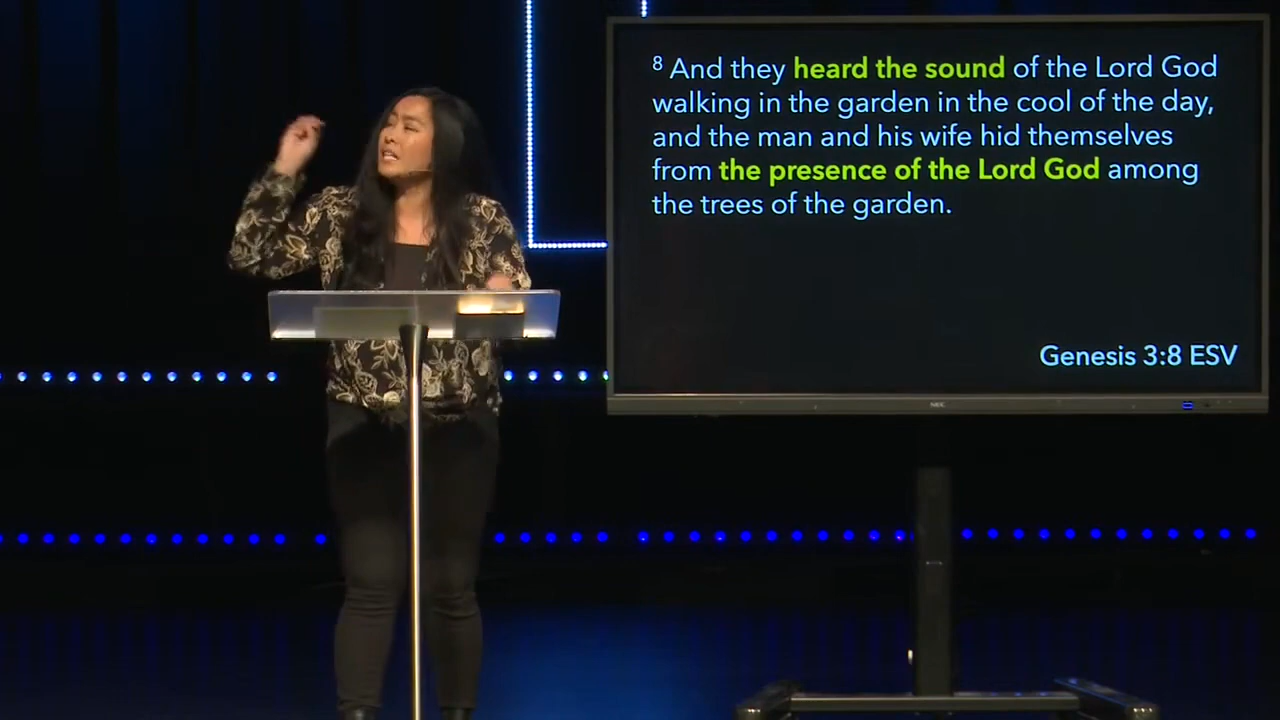 8 And they heard the sound of the Lord God
walking in the garden in the cool of the day,
and the man and his wife hid themselves
from the presence of the Lord God among
the trees of the garden.
Genesis 3:8 ESV
NEC